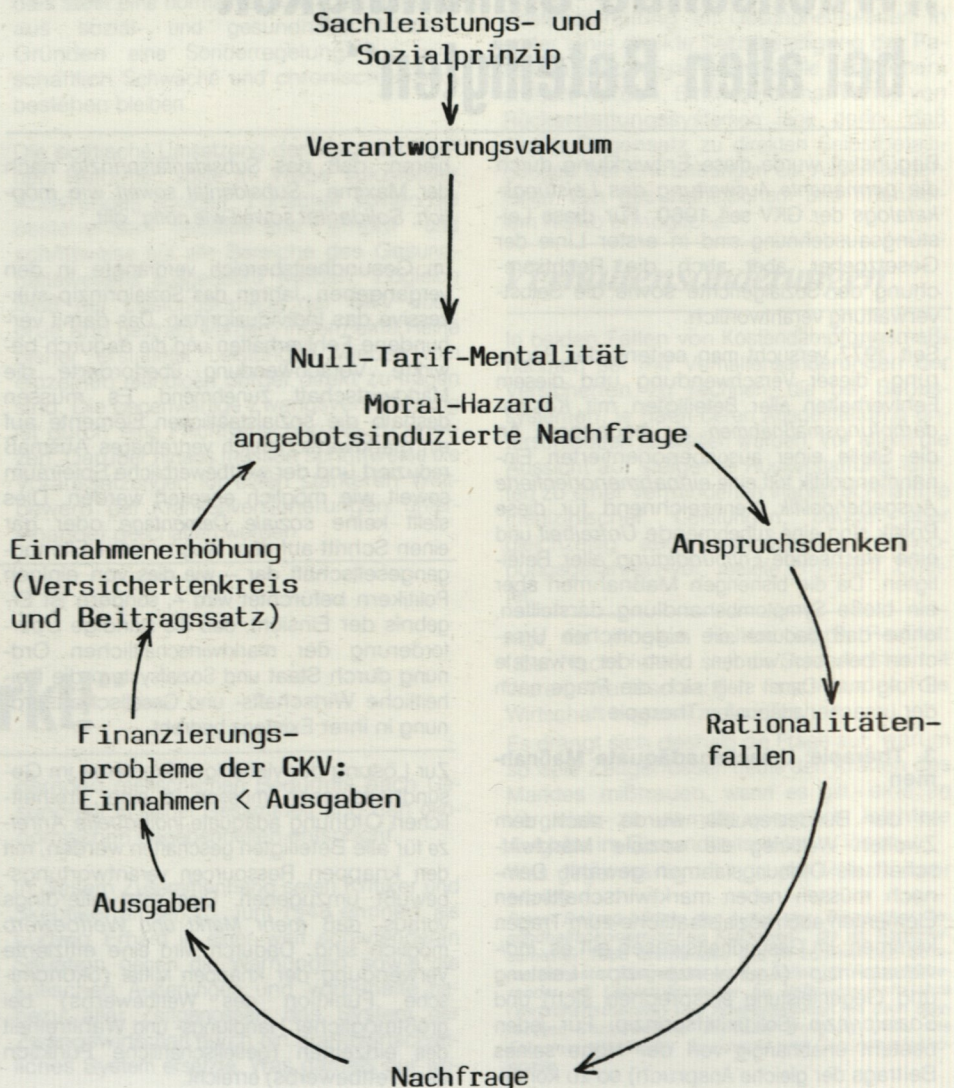 Sachleistungs- und
Sozialprinzip
Verantworungsvakuum
Null-Tarif-Mentalität
Moral-Hazard
angebotsinduzierte Nachfrage
Anspruchsdenken
Rationalitäten-
fallen
Nachfrage
Ausgaben
Finanzierungs-
probleme der GKV:
Einnahmen < Ausgaben
Einnahmenerhöhung
(Versichertenkreis
und Beitragssatz)